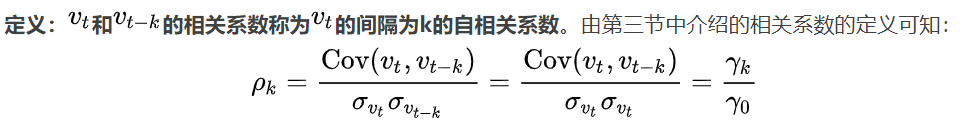 定义：$v_t$和$v_{t-k}$的相关系数称为$v_t$的间隔为k的自相关系数。由第三节中介绍的相关系数的定义可知：
$$\rho_k = \frac{\mathrm{Cov}(v_t, v_{t-k})}{\sigma_{v_t}\sigma_{v_{t-k}}} = \frac{\mathrm{Cov}(v_t, v_{t-k})}{\sigma_{v_t}\sigma_{v_t}} = \frac{\gamma_k}{\gamma_0}$$